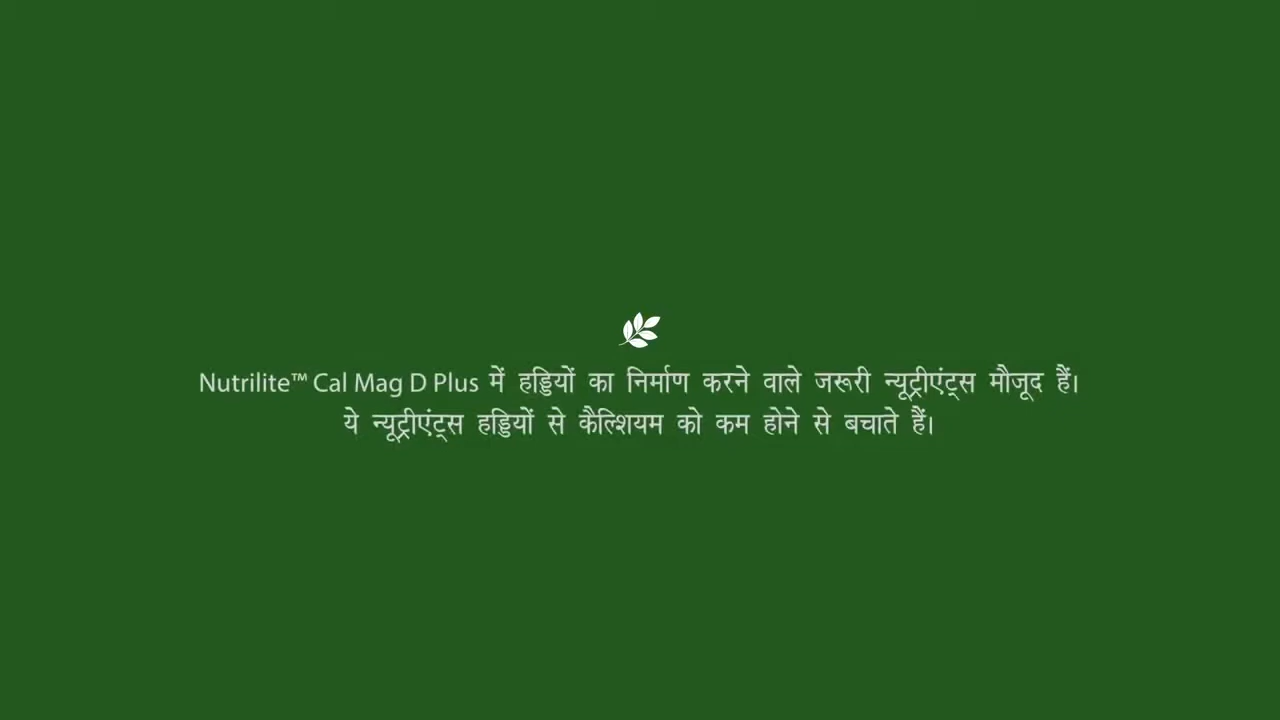 Nutrilite™ Cal Mag D Plus में हड्डियों का निर्माण करने वाले जरूरी न्यूट्रीएंट्स मौजूद हैं।
ये न्यूट्रीएंट्स हड्डियों से कैल्शियम को कम होने से बचाते हैं।